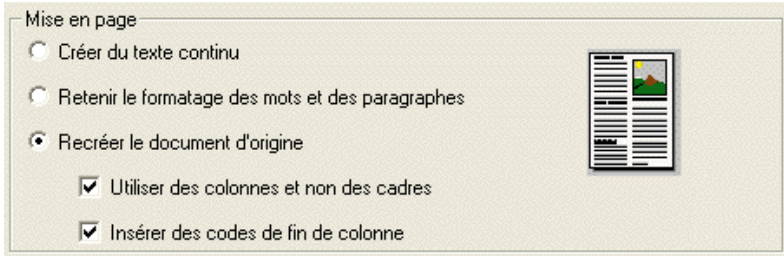 Mise en page
Créer du texte continu
Retenir le formatage des mots et des paragraphes
Recréer le document d'origine
Utiliser des colonnes et non des cadres
Insérer des codes de fin de colonne